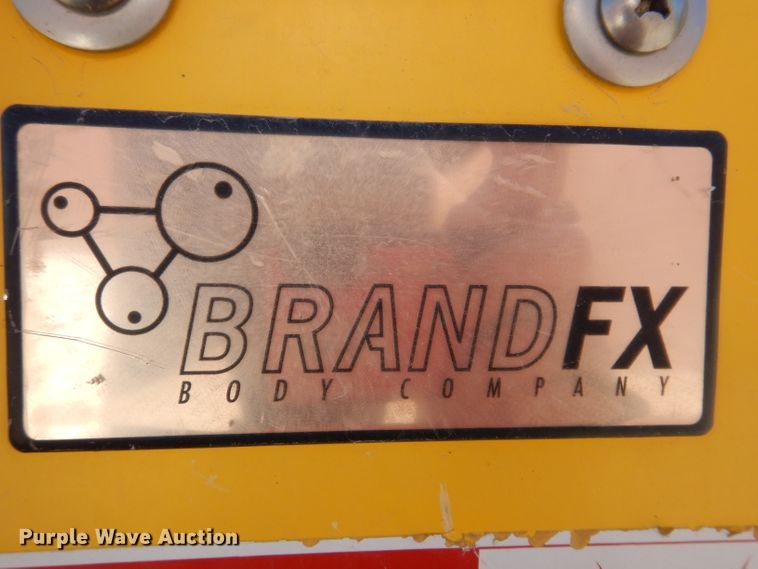 BRANDFX
BODY COMPANY
Purple Wave Auction